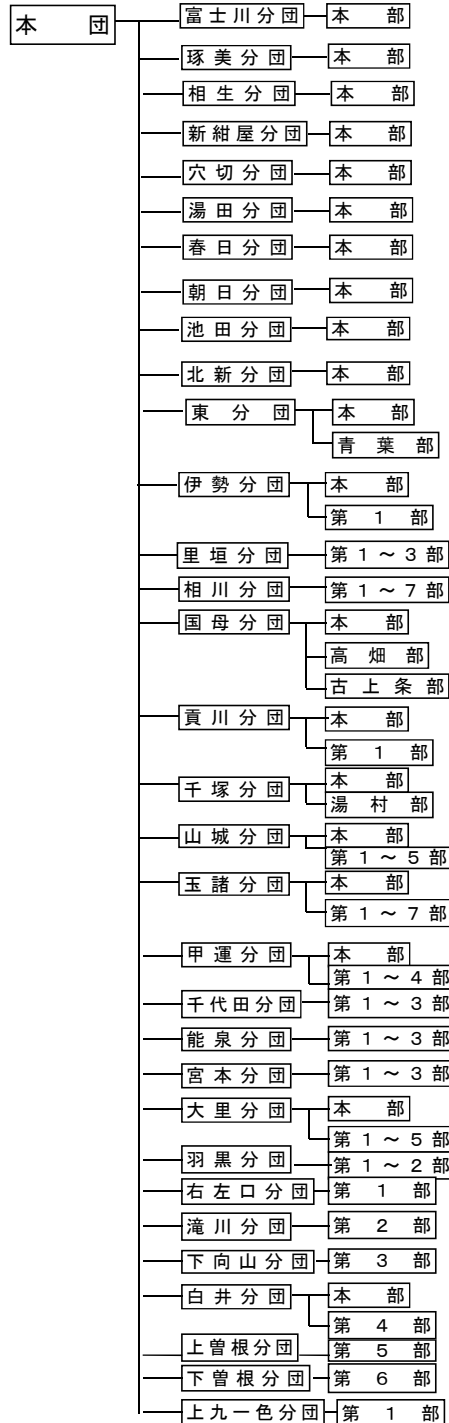 本　団
富士川分団　本　部
琢美分団　本　部
相生分団　本　部
新紺屋分団　本　部
穴切分団　本　部
湯田分団　本　部
春日分団　本　部
朝日分団　本　部
池田分団　本　部
北新分団　本　部
東分団　本　部
青葉部
伊勢分団　本　部
第１部
里垣分団　第１～３部
相川分団　第１～７部
国母分団　本　部
高畑部
古上条部
貢川分団　本　部
第１部
千塚分団　本　部
湯村部
山城分団　本　部
第１～５部
玉諸分団　本　部
第１～７部
甲運分団　本　部
第１～４部
千代田分団　第１～３部
能泉分団　第１～３部
宮本分団　第１～３部
大里分団　本　部
第１～５部
羽黒分団　第１～２部
右左口分団　第１部
滝川分団　第２部
下向山分団　第３部
白井分団　本　部
第４部
上曽根分団　第５部
下曽根分団　第６部
上九一色分団　第１部